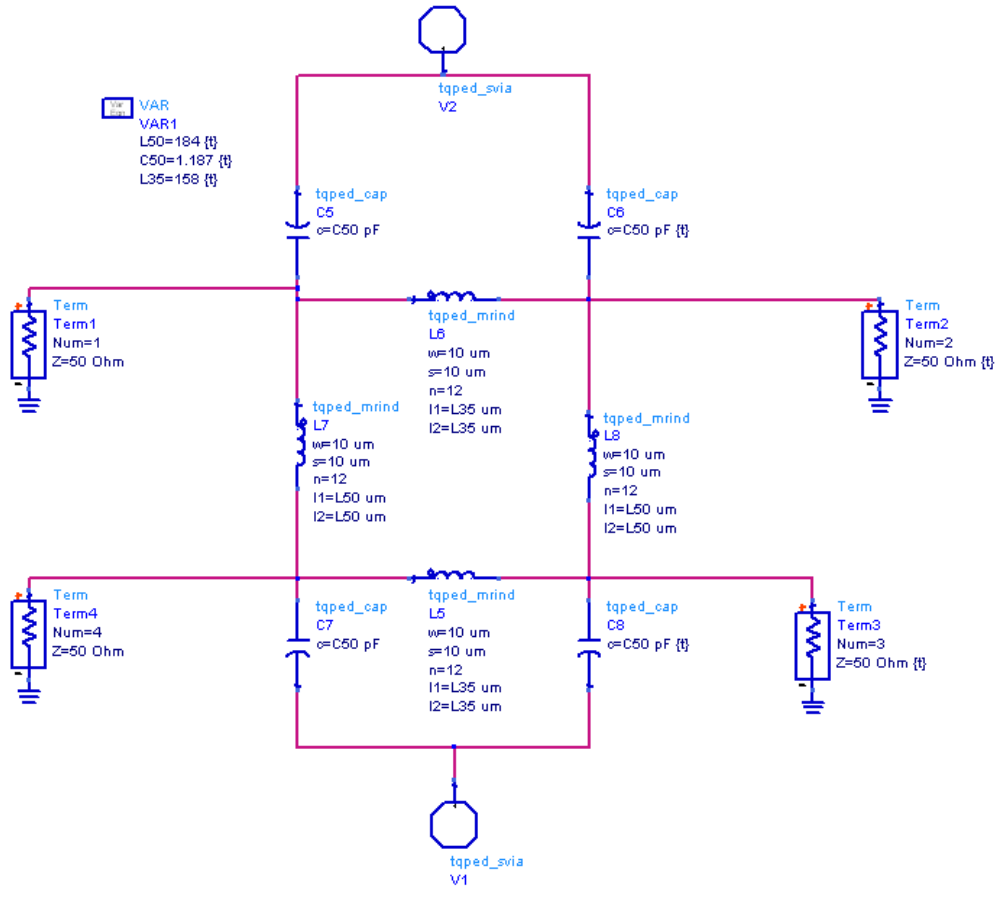 tqped_svia
V2
Var
Eqn
VAR
VAR1
L50=184 {t}
C50=1.187 {t}
L35=158 {t}
tqped_cap
C5
c=C50 pF
tqped_cap
C6
c=C50 pF {t}
+
Term
Term1
Num=1
Z=50 Ohm
-
tqped_mrind
L6
w=10 um
s=10 um
n=12
l1=L35 um
l2=L35 um
+
Term
Term2
Num=2
Z=50 Ohm {t}
-
tqped_mrind
L7
w=10 um
s=10 um
n=12
l1=L50 um
l2=L50 um
tqped_mrind
L8
w=10 um
s=10 um
n=12
l1=L50 um
l2=L50 um
+
Term
Term4
Num=4
Z=50 Ohm
-
tqped_cap
C7
c=C50 pF
tqped_mrind
L5
w=10 um
s=10 um
n=12
l1=L35 um
l2=L35 um
tqped_cap
C8
c=C50 pF {t}
+
Term
Term3
Num=3
Z=50 Ohm {t}
-
tqped_svia
V1